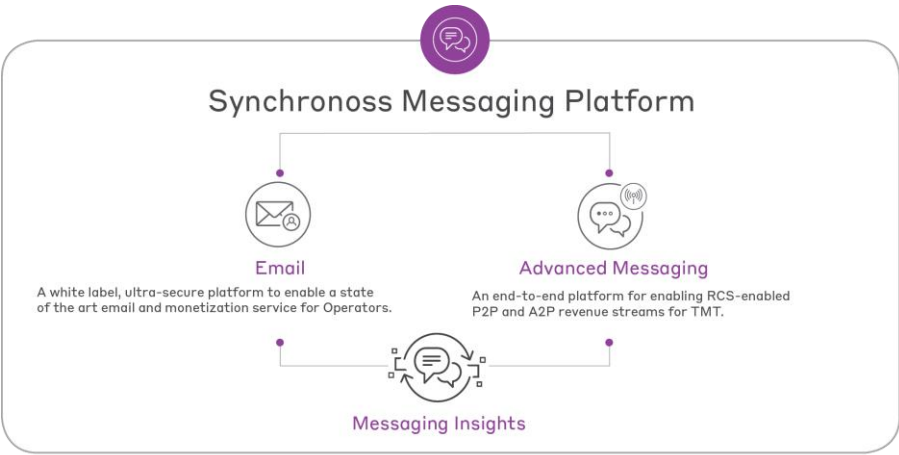 Synchronoss Messaging Platform
Email
A white label, ultra-secure platform to enable a state
of the art email and monetization service for Operators.
Advanced Messaging
An end-to-end platform for enabling RCS-enabled
P2P and A2P revenue streams for TMT.
Messaging Insights